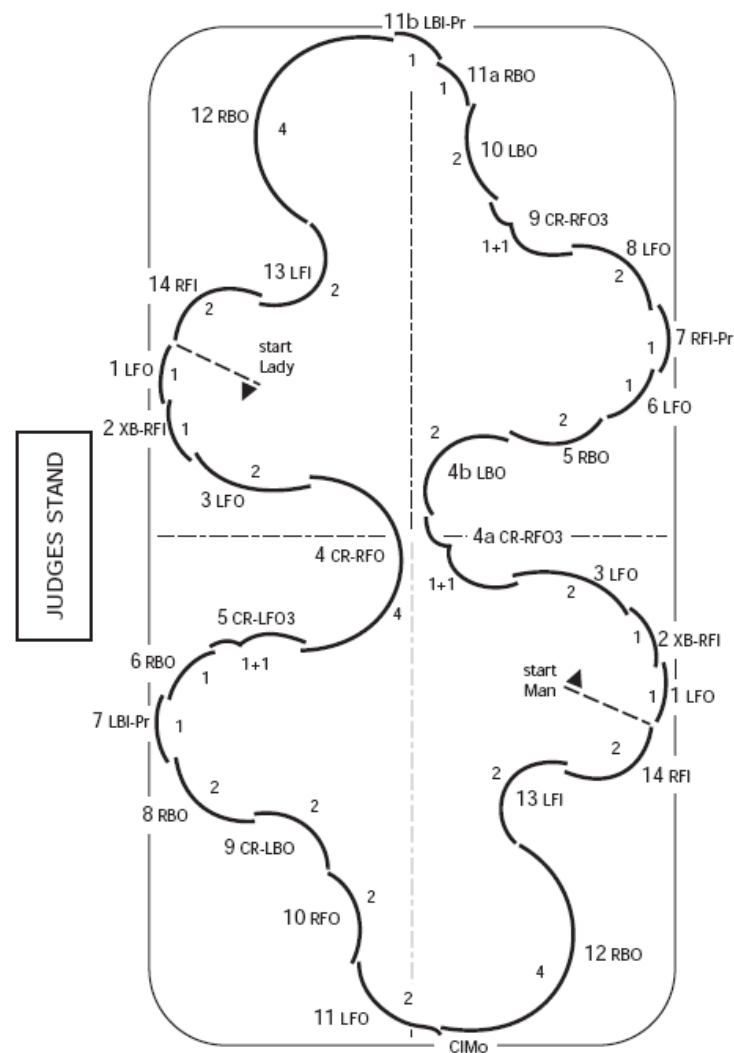 11b LBI-Pr
1
11a RBO
1
12 RBO
4
2
10 LBO
9 CR-RFO3
1+1
8 LFO
2
13 LFI
2
14 RFI
2
7 RFI-Pr
1
start
Lady
1 LFO
1
1
6 LFO
2
5 RBO
2
4b LBO
2 XB-RFI
1
2
3 LFO
JUDGES STAND
4a CR-RFO3
4 CR-RFO
4
1+1
3 LFO
2
5 CR-LFO3
1+1
2 XB-RFI
1
6 RBO
1
start
Man
1
1 LFO
7 LBI-Pr
1
2
14 RFI
2
13 LFI
8 RBO
2
2
9 CR-LBO
10 RFO
2
12 RBO
4
11 LFO
2
ClMo